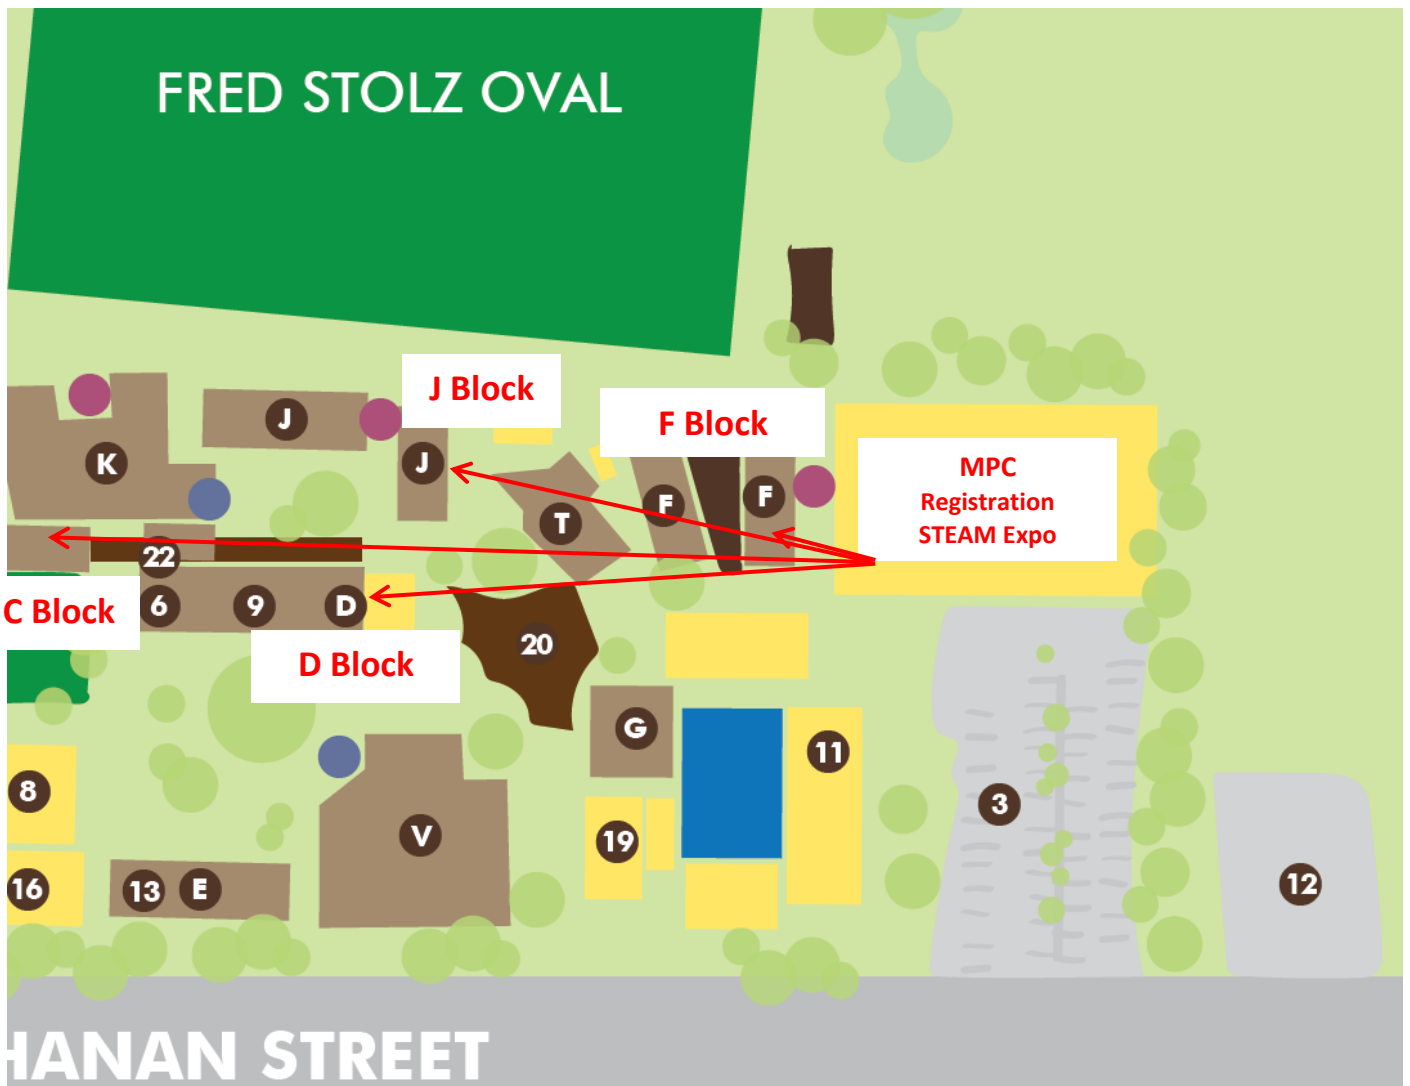 FRED STOLZ OVAL
J Block
F Block
J
K
J
MPC
Registration
STEAM Expo
F
F
T
22
C Block
6
9
D
D Block
20
G
11
8
3
V
19
16
13
E
12
HANAN STREET